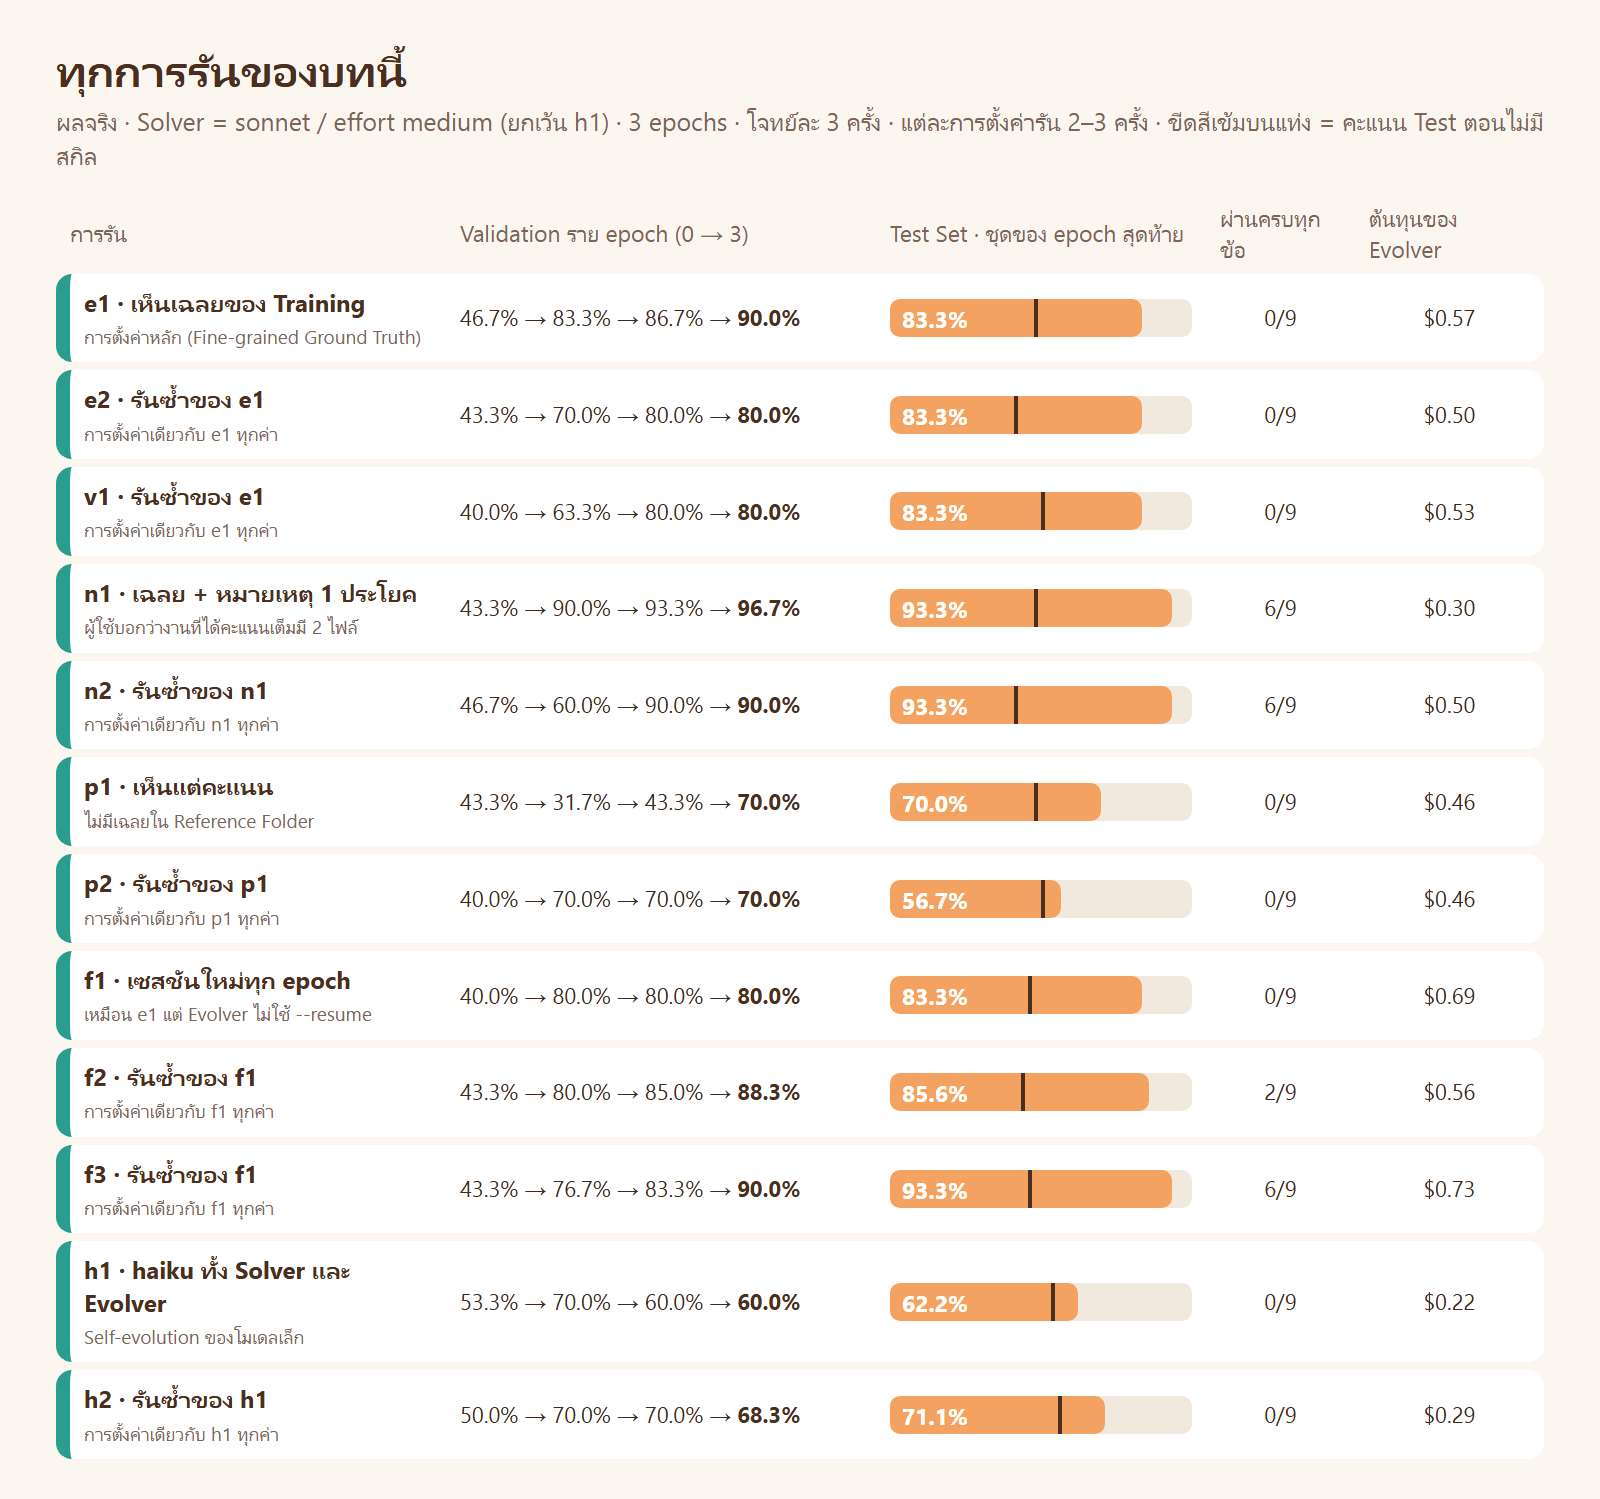 ทุกการรันของบทนี้
ผลจริง · Solver = sonnet / effort medium (ยกเว้น h1) · 3 epochs · โจทย์ละ 3 ครั้ง · แต่ละการตั้งค่ารัน 2–3 ครั้ง · ขีดสีเข้มบนแท่ง = คะแนน Test ตอนไม่มี
สกิล
การรัน
Validation ราย epoch (0 → 3)
Test Set · ชุดของ epoch สุดท้าย
ผ่านครบทุก
ข้อ
ต้นทุนของ
Evolver
e1 · เห็นเฉลยของ Training
การตั้งค่าหลัก (Fine-grained Ground Truth)
46.7% → 83.3% → 86.7% → 90.0%
83.3%
0/9
$0.57
e2 · รันซ้ำของ e1
การตั้งค่าเดียวกับ e1 ทุกค่า
43.3% → 70.0% → 80.0% → 80.0%
83.3%
0/9
$0.50
v1 · รันซ้ำของ e1
การตั้งค่าเดียวกับ e1 ทุกค่า
40.0% → 63.3% → 80.0% → 80.0%
83.3%
0/9
$0.53
n1 · เฉลย + หมายเหตุ 1 ประโยค
ผู้ใช้บอกว่างานที่ได้คะแนนเต็มมี 2 ไฟล์
43.3% → 90.0% → 93.3% → 96.7%
93.3%
6/9
$0.30
n2 · รันซ้ำของ n1
การตั้งค่าเดียวกับ n1 ทุกค่า
46.7% → 60.0% → 90.0% → 90.0%
93.3%
6/9
$0.50
p1 · เห็นแต่คะแนน
ไม่มีเฉลยใน Reference Folder
43.3% → 31.7% → 43.3% → 70.0%
70.0%
0/9
$0.46
p2 · รันซ้ำของ p1
การตั้งค่าเดียวกับ p1 ทุกค่า
40.0% → 70.0% → 70.0% → 70.0%
56.7%
0/9
$0.46
f1 · เซสชันใหม่ทุก epoch
เหมือน e1 แต่ Evolver ไม่ใช้ --resume
40.0% → 80.0% → 80.0% → 80.0%
83.3%
0/9
$0.69
f2 · รันซ้ำของ f1
การตั้งค่าเดียวกับ f1 ทุกค่า
43.3% → 80.0% → 85.0% → 88.3%
85.6%
2/9
$0.56
f3 · รันซ้ำของ f1
การตั้งค่าเดียวกับ f1 ทุกค่า
43.3% → 76.7% → 83.3% → 90.0%
93.3%
6/9
$0.73
h1 · haiku ทั้ง Solver และ
Evolver
Self-evolution ของโมเดลเล็ก
53.3% → 70.0% → 60.0% → 60.0%
62.2%
0/9
$0.22
h2 · รันซ้ำของ h1
การตั้งค่าเดียวกับ h1 ทุกค่า
50.0% → 70.0% → 70.0% → 68.3%
71.1%
0/9
$0.29